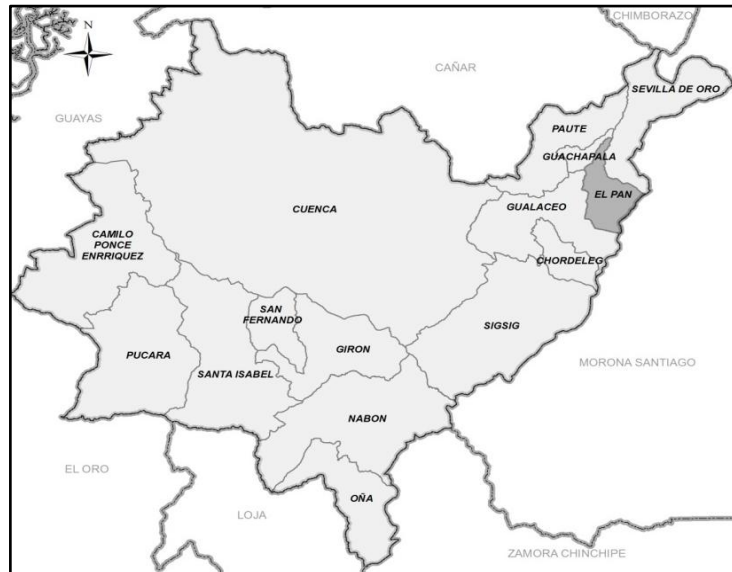 CHIMBORAZO
N
CAÑAR
SEVILLA DE ORO
GUAYAS
PAUTE
GUACHAPALA
EL PAN
CUENCA
GUALACEO
CAMILO
PONCE
ENRRIQUEZ
CHORDELEG
SAN
FERNANDO
SIGSIG
GIRON
PUCARA
MORONA SANTIAGO
SANTA ISABEL
NABON
EL ORO
OÑA
LOJA
ZAMORA CHINCHIPE